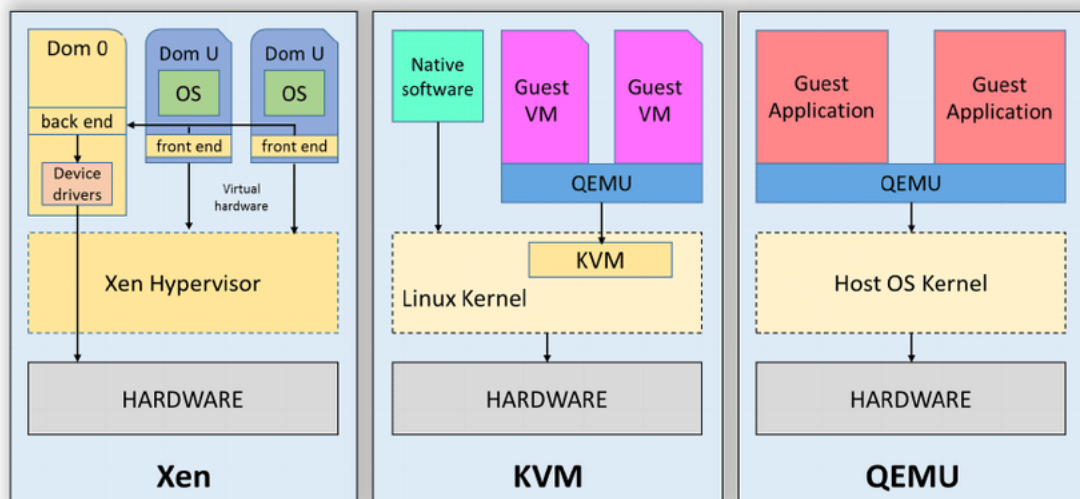 Dom 0
back end
Device
drivers
Dom U
OS
front end
Dom U
OS
front end
Virtual
hardware
Xen Hypervisor
HARDWARE
Xen
Native
software
Guest
VM
Guest
VM
QEMU
KVM
Linux Kernel
HARDWARE
KVM
Guest
Application
Guest
Application
QEMU
Host OS Kernel
HARDWARE
QEMU